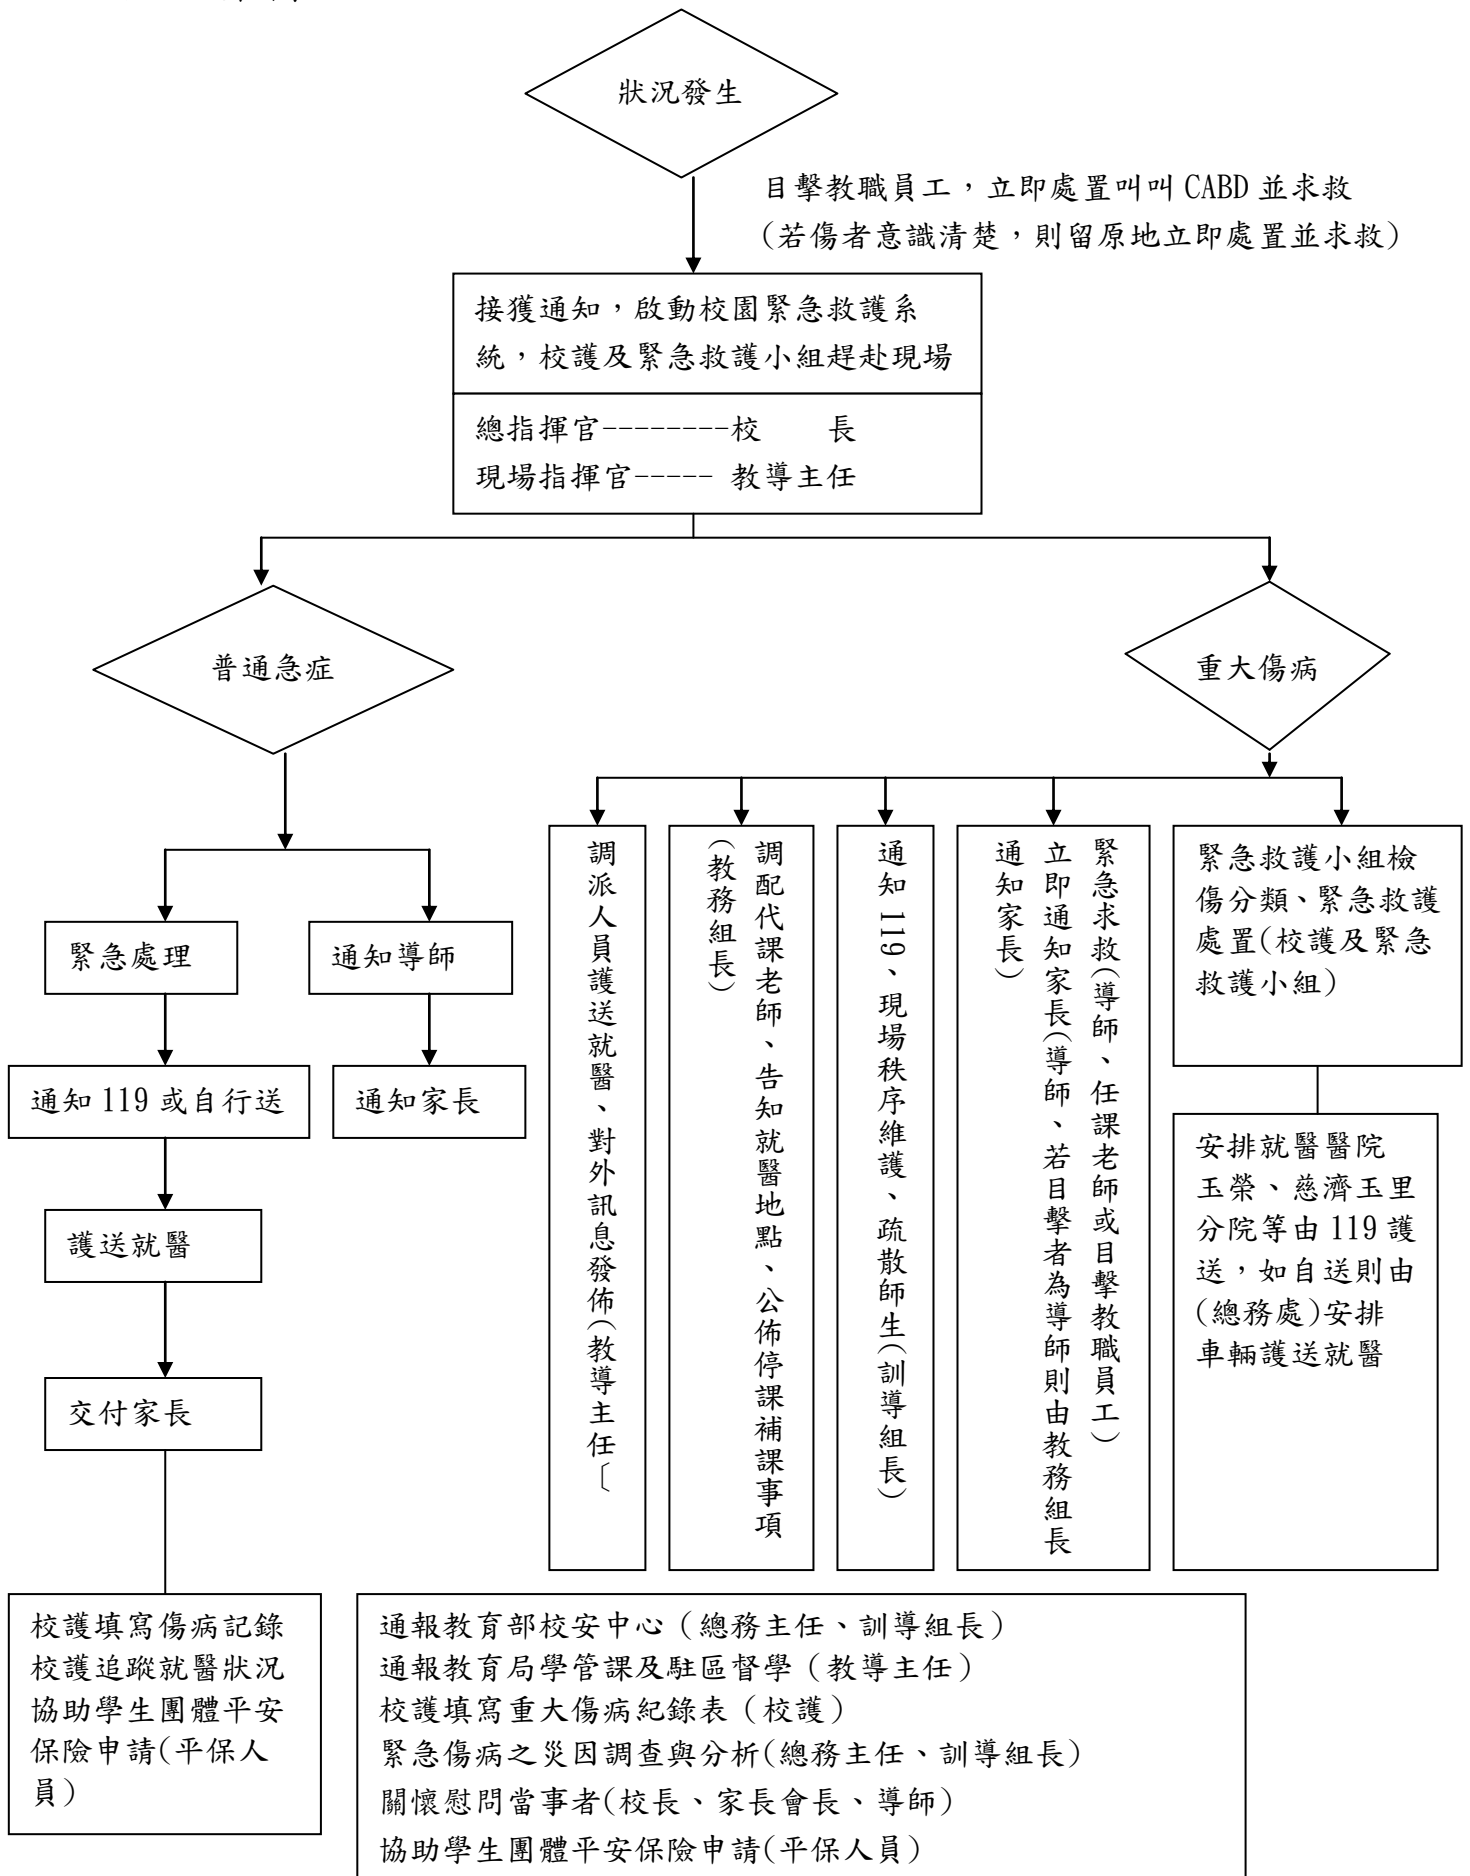 狀況發生
目擊教職員工，立即處置叫叫 CABD 並求救
(若傷者意識清楚，則留原地立即處置並求救)
接獲通知，啟動校園緊急救護系
統，校護及緊急救護小組趕赴現場
總指揮官--------校　　長
現場指揮官----- 教導主任
普通急症
重大傷病
緊急處理
通知導師
通知 119 或自行送
通知家長
護送就醫
交付家長
校護填寫傷病記錄
校護追蹤就醫狀況
協助學生團體平安
保險申請(平保人
員)
調派人員護送就醫、對外訊息發佈(教導主任〔
調配代課老師、告知就醫地點、公佈停課補課事項
(教務組長)
通知 119、現場秩序維護、疏散師生(訓導組長)
緊急求救(導師、任課老師或目擊教職員工)
立即通知家長(導師、若目擊者為導師則由教務組長
通知家長)
緊急救護小組檢
傷分類、緊急救護
處置(校護及緊急
救護小組)
安排就醫醫院
玉榮、慈濟玉里
分院等由 119 護
送，如自送則由
(總務處)安排
車輛護送就醫
通報教育部校安中心（總務主任、訓導組長）
通報教育局學管課及駐區督學（教導主任）
校護填寫重大傷病紀錄表（校護）
緊急傷病之災因調查與分析(總務主任、訓導組長)
關懷慰問當事者(校長、家長會長、導師)
協助學生團體平安保險申請(平保人員)